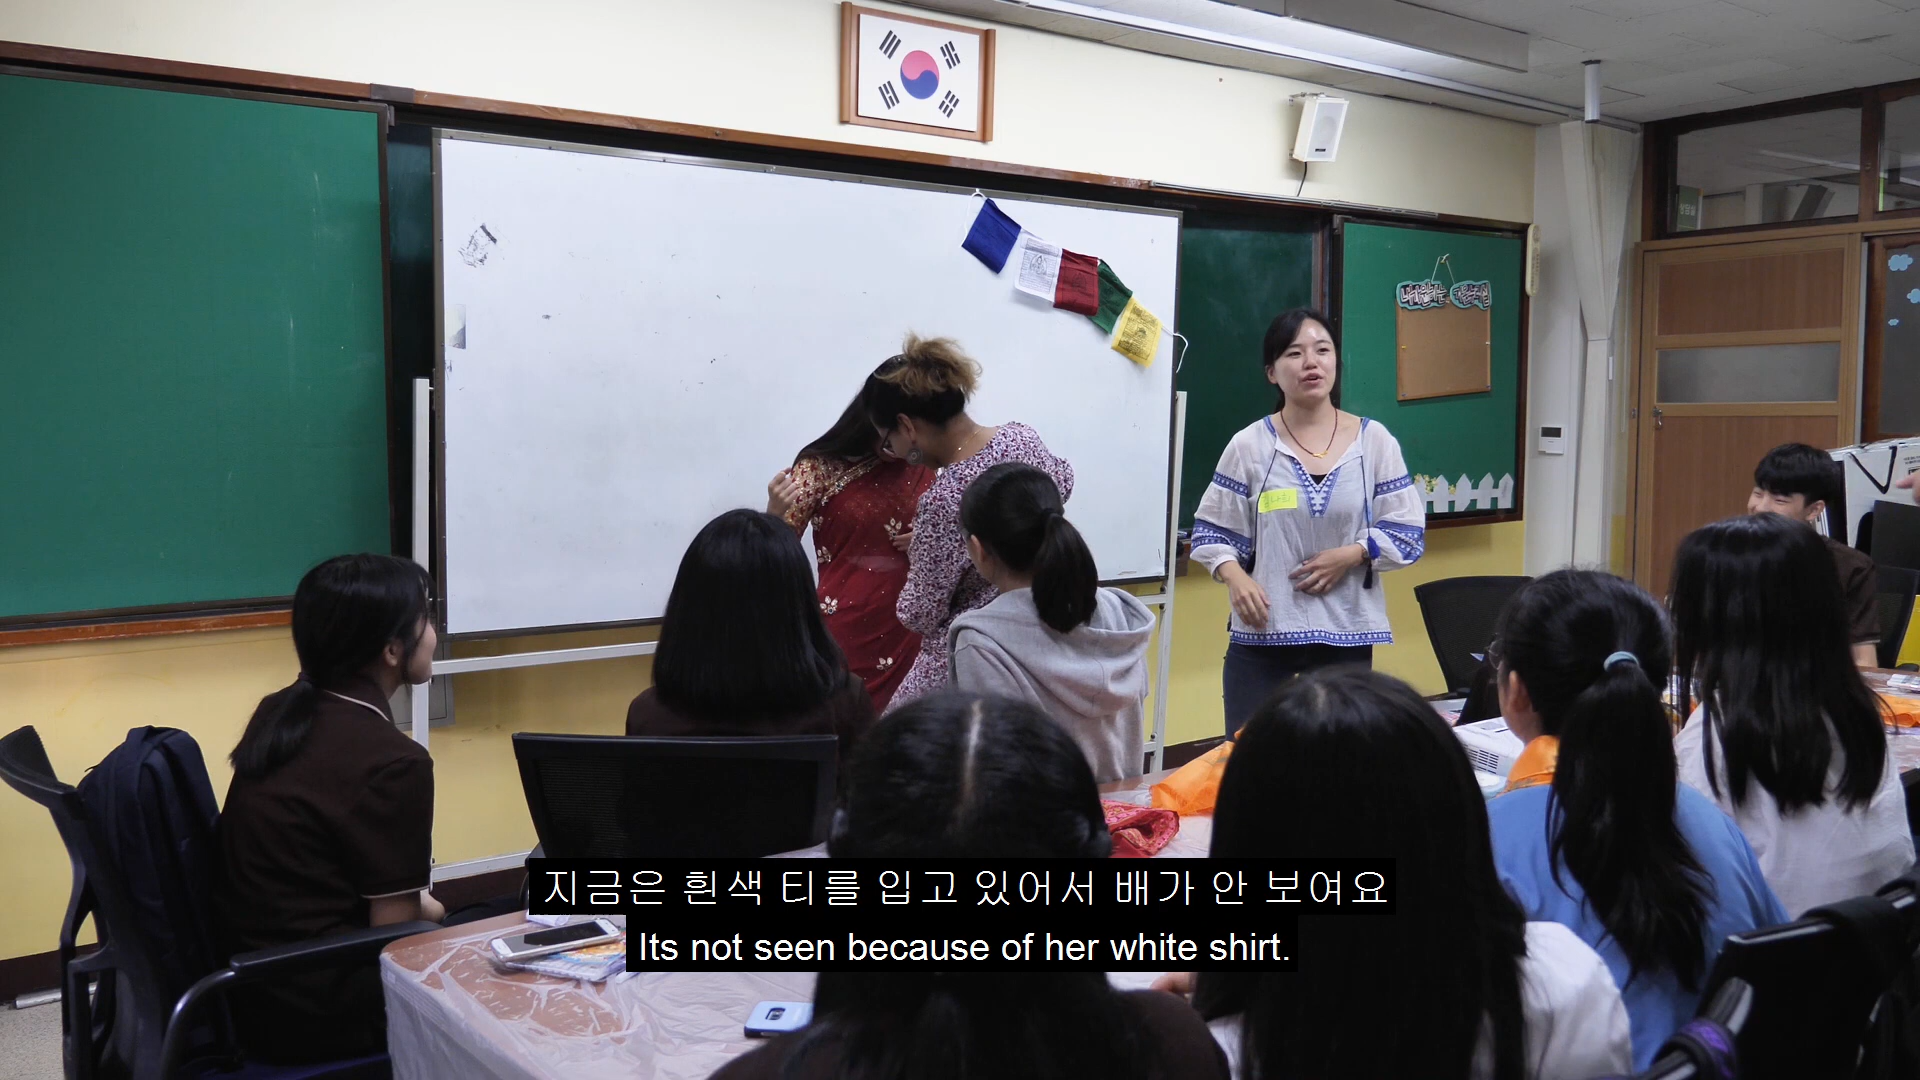 지금은 흰색 티를 입고 있어서 배가 안 보여요
Its not seen because of her white shirt.